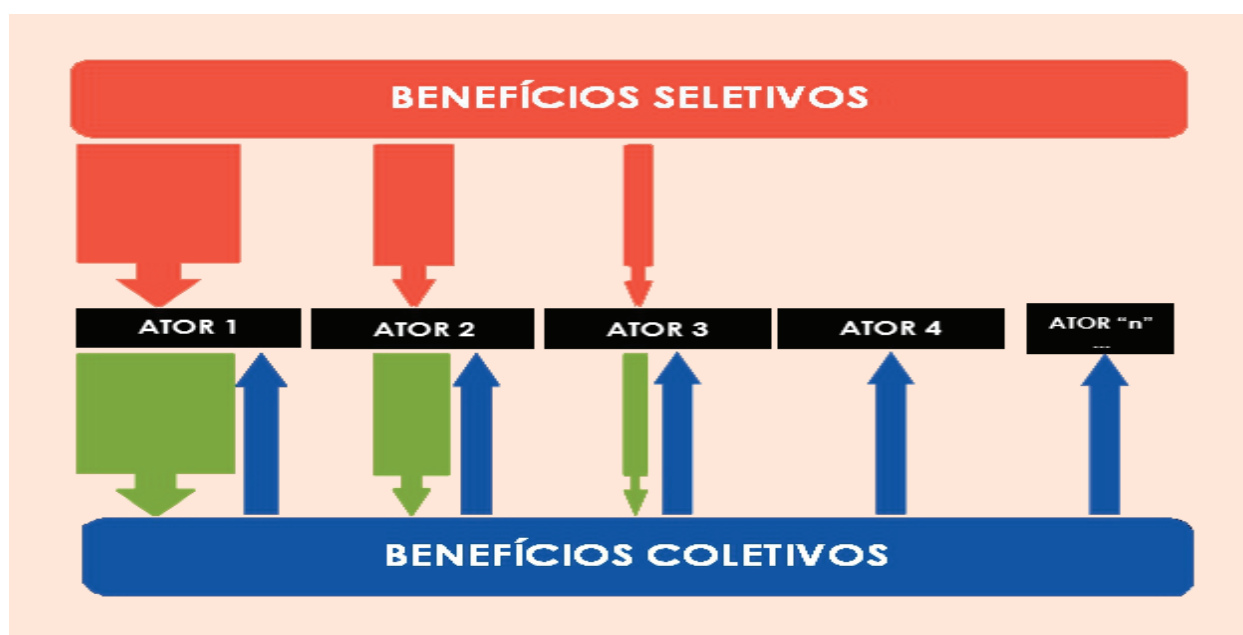 BENEFÍCIOS SELETIVOS
ATOR 1
ATOR 2
ATOR 3
ATOR 4
ATOR “n”
...
BENEFÍCIOS COLETIVOS